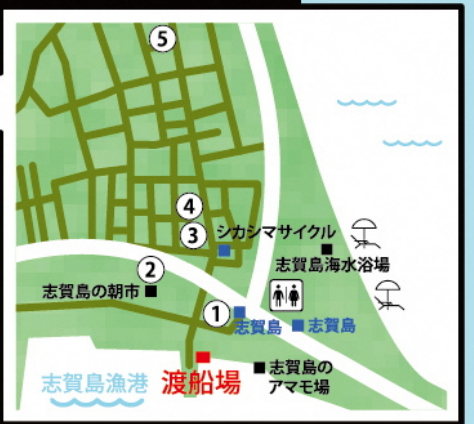 ⑤
④
③
シカシマサイクル
志賀島海水浴場
②
志賀島の朝市
①
志賀島
志賀島
志賀島漁港
渡船場
志賀島の
アマモ場